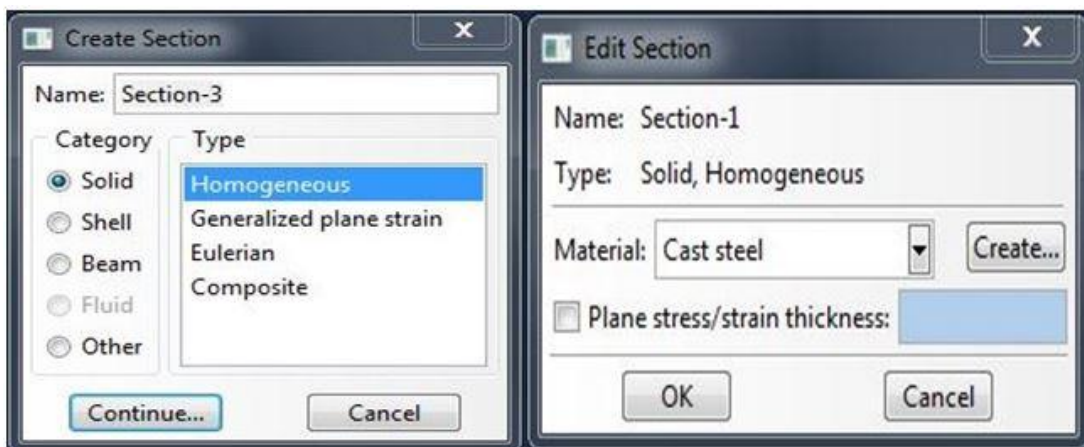 Create Section
X
Name: Section-3
Category
Type
Solid
Shell
Beam
Fluid
Other
Homogeneous
Generalized plane strain
Eulerian
Composite
Continue...
Cancel
Edit Section
X
Name: Section-1
Type: Solid, Homogeneous
Material: Cast steel
Create...
Plane stress/strain thickness:
OK
Cancel